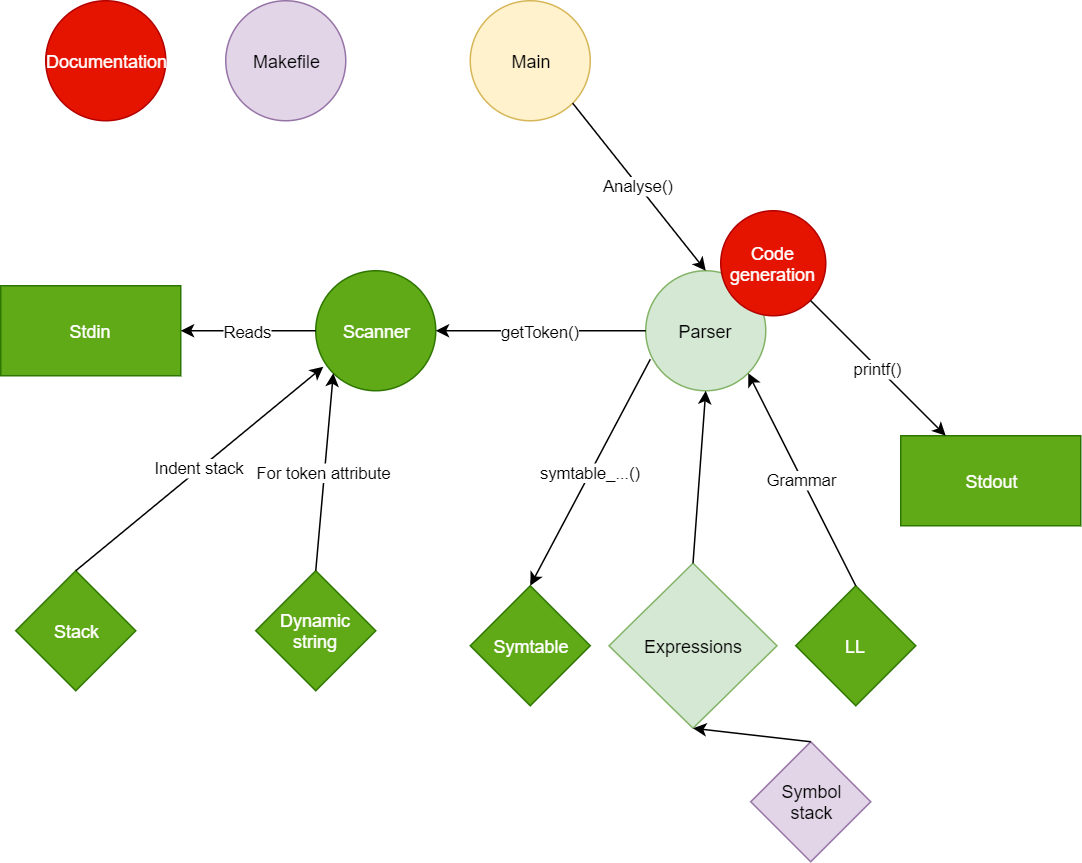 Documentation
Makefile
Main
Analyse()
Code
generation
Stdin
Reads
Scanner
getToken()
Parser
printf()
Indent stack
For token attribute
symtable_...()
Grammar
Stdout
Stack
Dynamic
string
Symtable
Expressions
LL
Symbol
stack